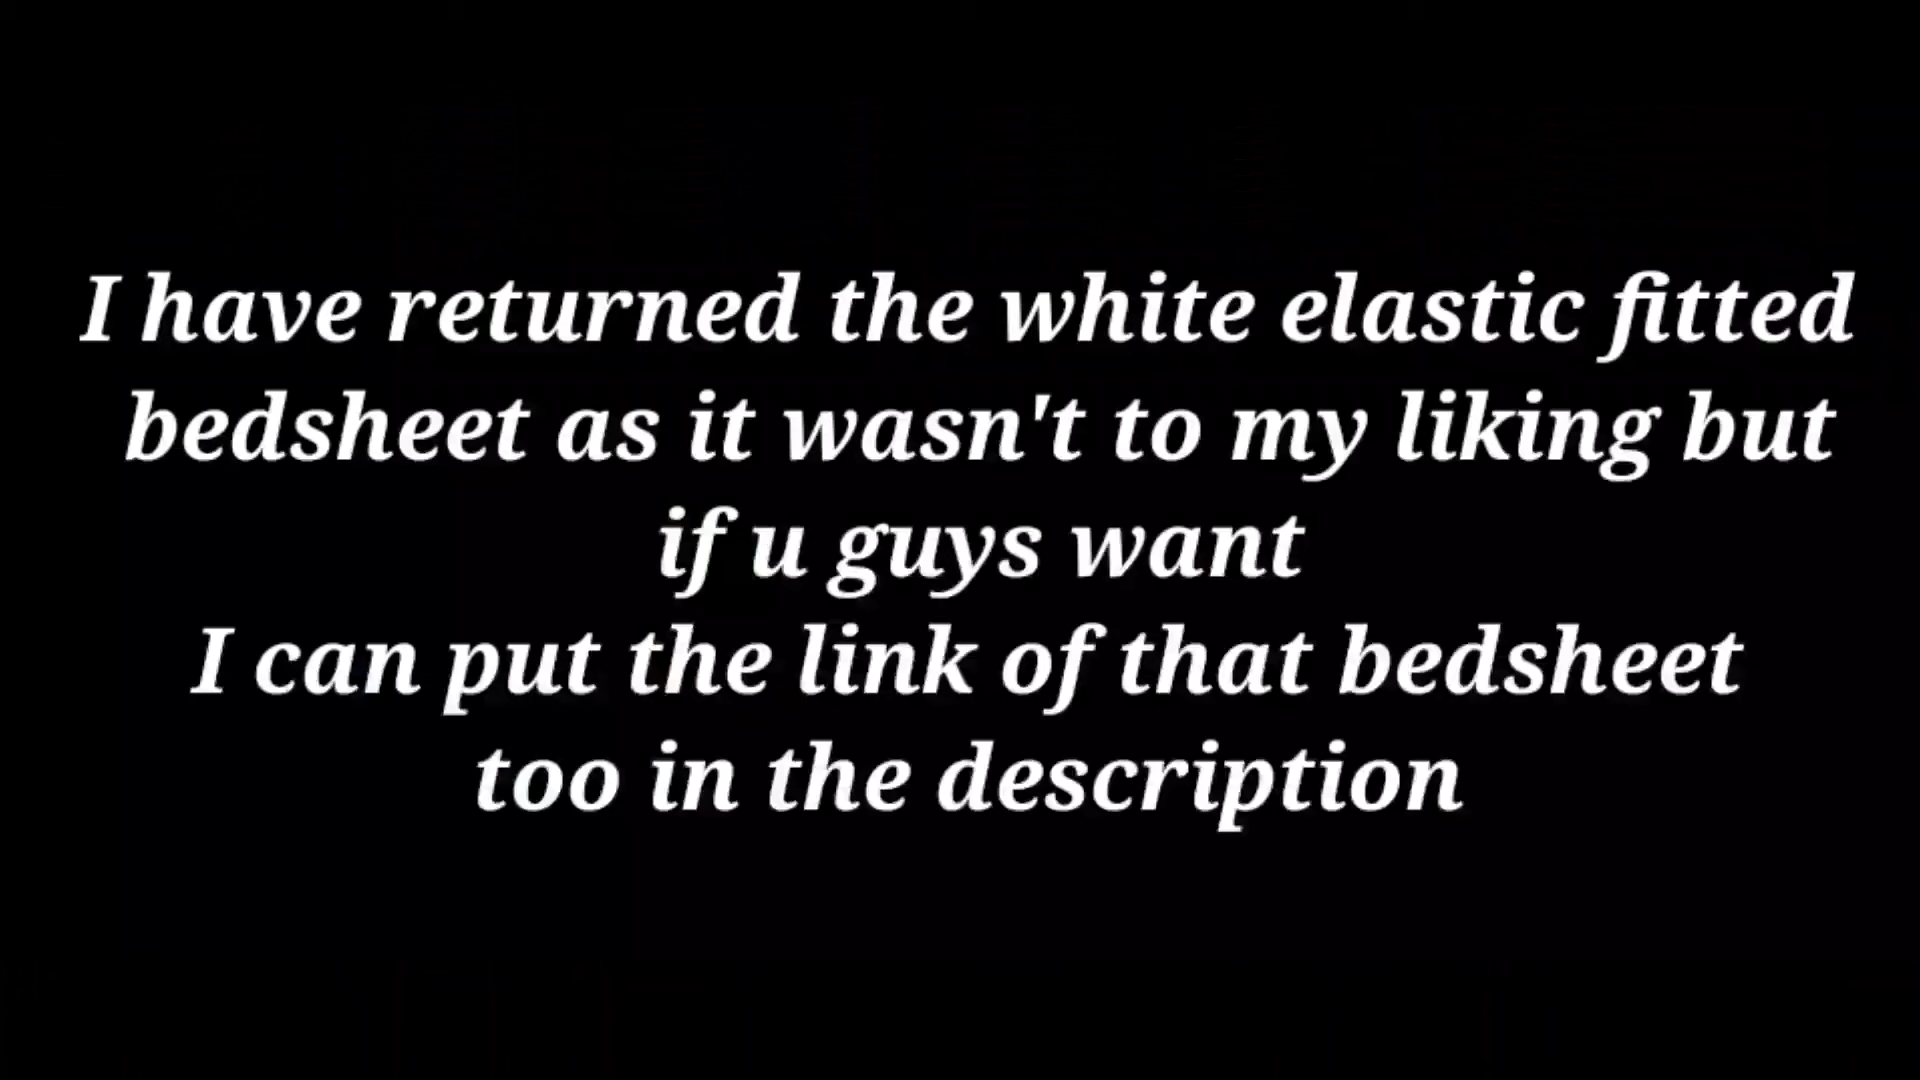 I have returned the white elastic fitted
bedsheet as it wasn't to my liking but
if u guys want
I can put the link of that bedsheet
too in the description